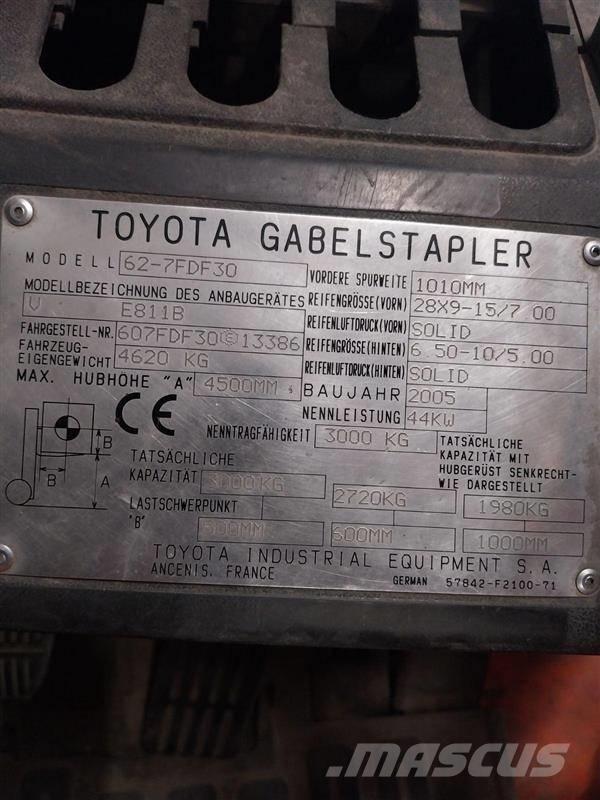 TOYOTA GABELSTAPLER
MODELL 62-7FDF30
VORDERE SPURWEITE 1010MM
MODELLBEZEICHNUNG DES ANBAUGERÄTES
V E811B
REIFENGRÖSSE(VORN) 28X9-15/7.00
REIFENLUFTDRUCK(VORN) SOLID
FAHRGESTELL-NR. 607FDF30©13386
REIFENGRÖSSE(HINTEN) 6.50-10/5.00
FAHRZEUG-
EIGENGEWICHT 4620 KG
REIFENLUFTDRUCK(HINTEN) SOLID
MAX. HUBHÖHE "A" 4500MM
BAUJAHR 2005
NENNLEISTUNG 44KW
CE
NENNTRAGFÄHIGKEIT 3000 KG
TATSÄCHLICHE
KAPAZITÄT MIT
HUBGERÜST SENKRECHT-
WIE DARGESTELLT
B
B
A
TATSÄCHLICHE
KAPAZITÄT 3000KG 2720KG 1980KG
LASTSCHWERPUNKT
"B" 500MM 600MM 1000MM
TOYOTA INDUSTRIAL EQUIPMENT S.A.
ANCENIS. FRANCE
GERMAN 57842-F2100-71
MASCUS